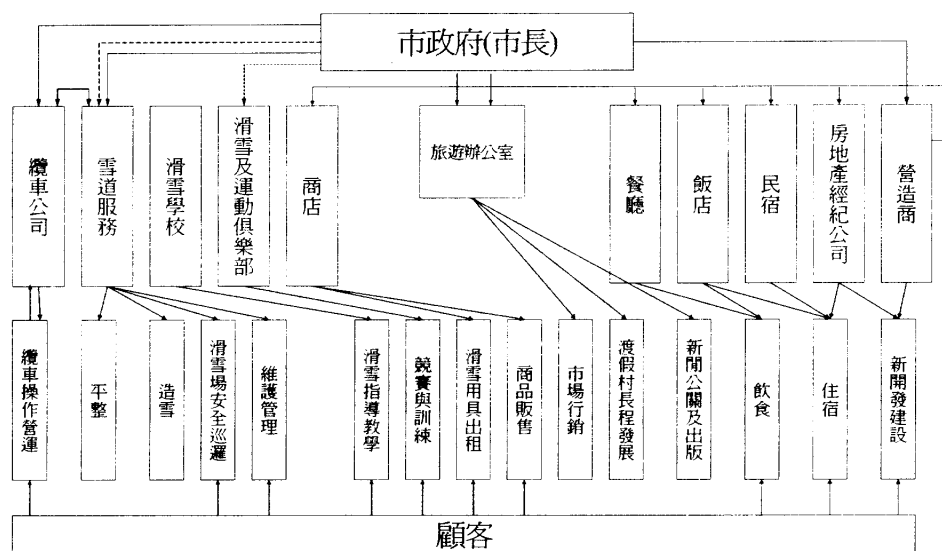 市政府(市長)
纜車公司
雪道服務
滑雪學校
滑雪及運動俱樂部
商店
旅遊辦公室
餐廳
飯店
民宿
房地產經紀公司
營造商
纜車操作營運
平整
造雪
滑雪場安全巡邏
維護管理
滑雪指導教學
競賽與訓練
滑雪用具出租
商品販售
市場行銷
渡假村長程發展
新聞公關及出版
飲食
住宿
新開發建設
顧客